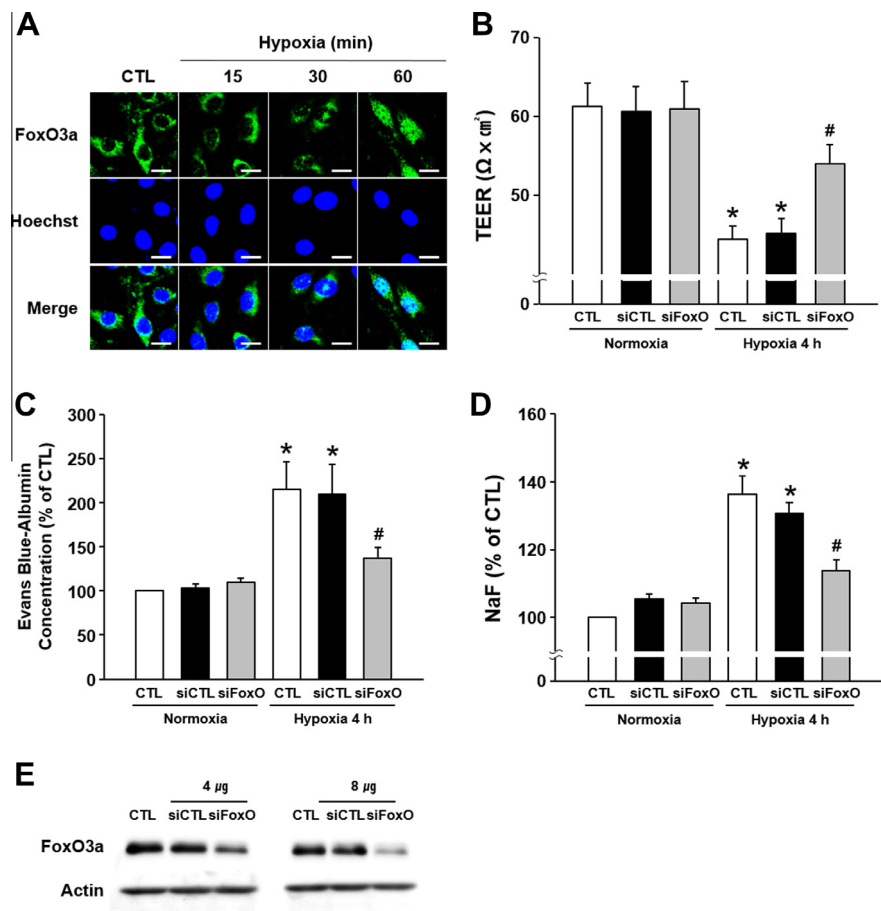 A
Hypoxia (min)
CTL 15 30 60
FoxO3a
Hoechst
Merge
B
TEER (Ω x ㎠)
70
60
50
0
* * #
CTL siCTL siFoxO CTL siCTL siFoxO
Normoxia Hypoxia 4 h
C
Evans Blue-Albumin
Concentration (% of CTL)
300
250
200
150
100
50
0
* * #
CTL siCTL siFoxO CTL siCTL siFoxO
Normoxia Hypoxia 4 h
D
NaF (% of CTL)
160
140
120
100
0
* * #
CTL siCTL siFoxO CTL siCTL siFoxO
Normoxia Hypoxia 4 h
E
4 ㎍ 8 ㎍
CTL siCTL siFoxO CTL siCTL siFoxO
FoxO3a
Actin